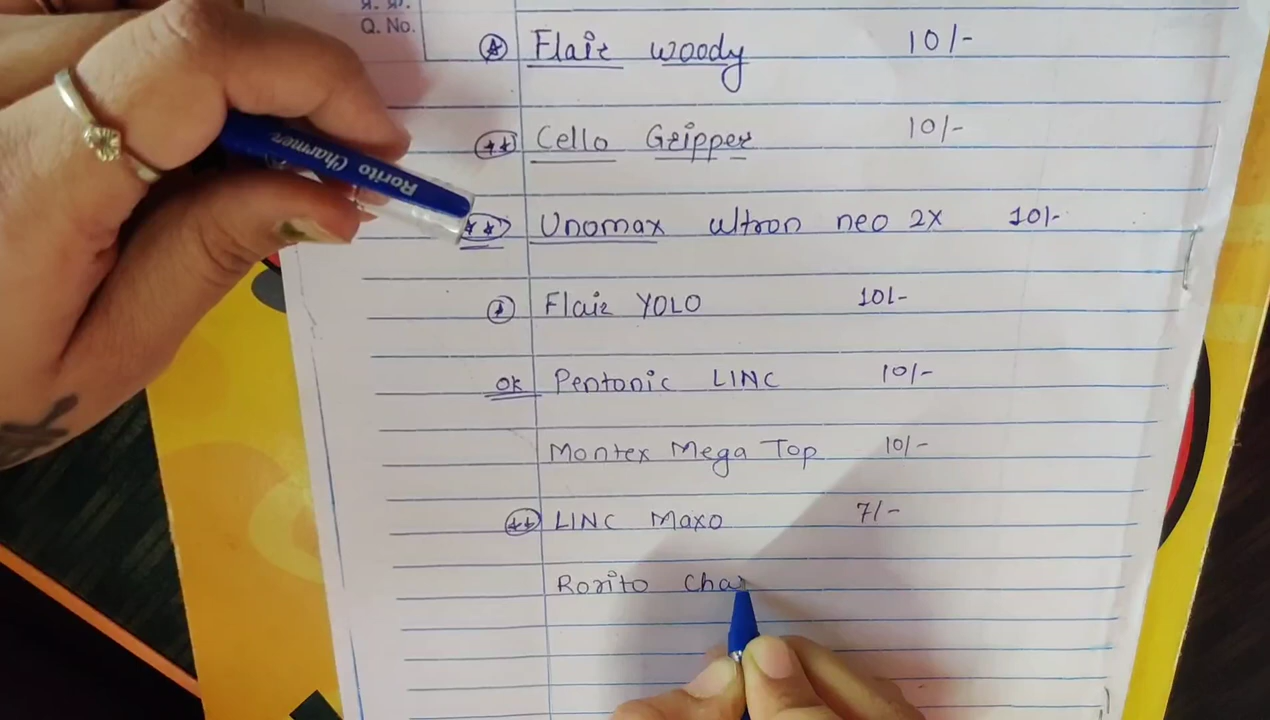 प्र. क्र.
Q. No.
Flair woody 10/-
Cello Gripper 10/-
Unomax ultron neo 2X 10/-
Flair YOLO 10/-
OK Pentonic LINC 10/-
Montex Mega Top 10/-
LINC Maxo 7/-
Rorito Char
Rorito Charmer